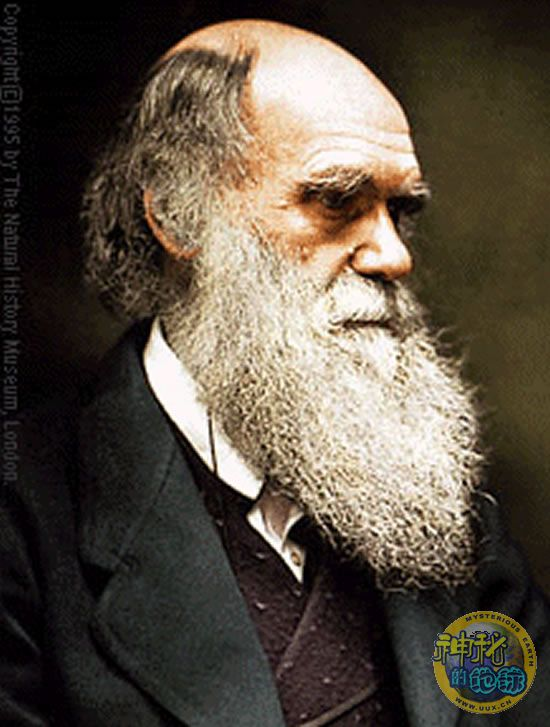 Copyright©1995 by The Natural History Museum, London
MYSTERIOUS EARTH
神秘
的地球
WWW.UUX.CN